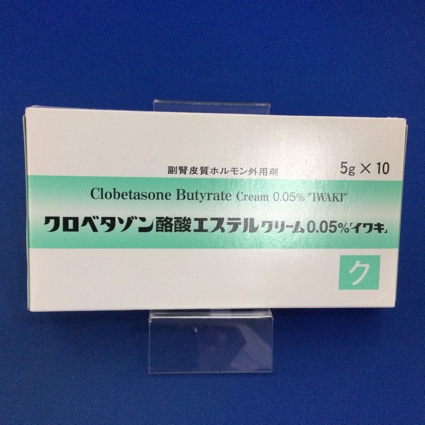 副腎皮質ホルモン外用剤 5g×10
Clobetasone Butyrate Cream 0.05% "IWAKI"
クロベタゾン酪酸エステルクリーム0.05%「イワキ」
ク